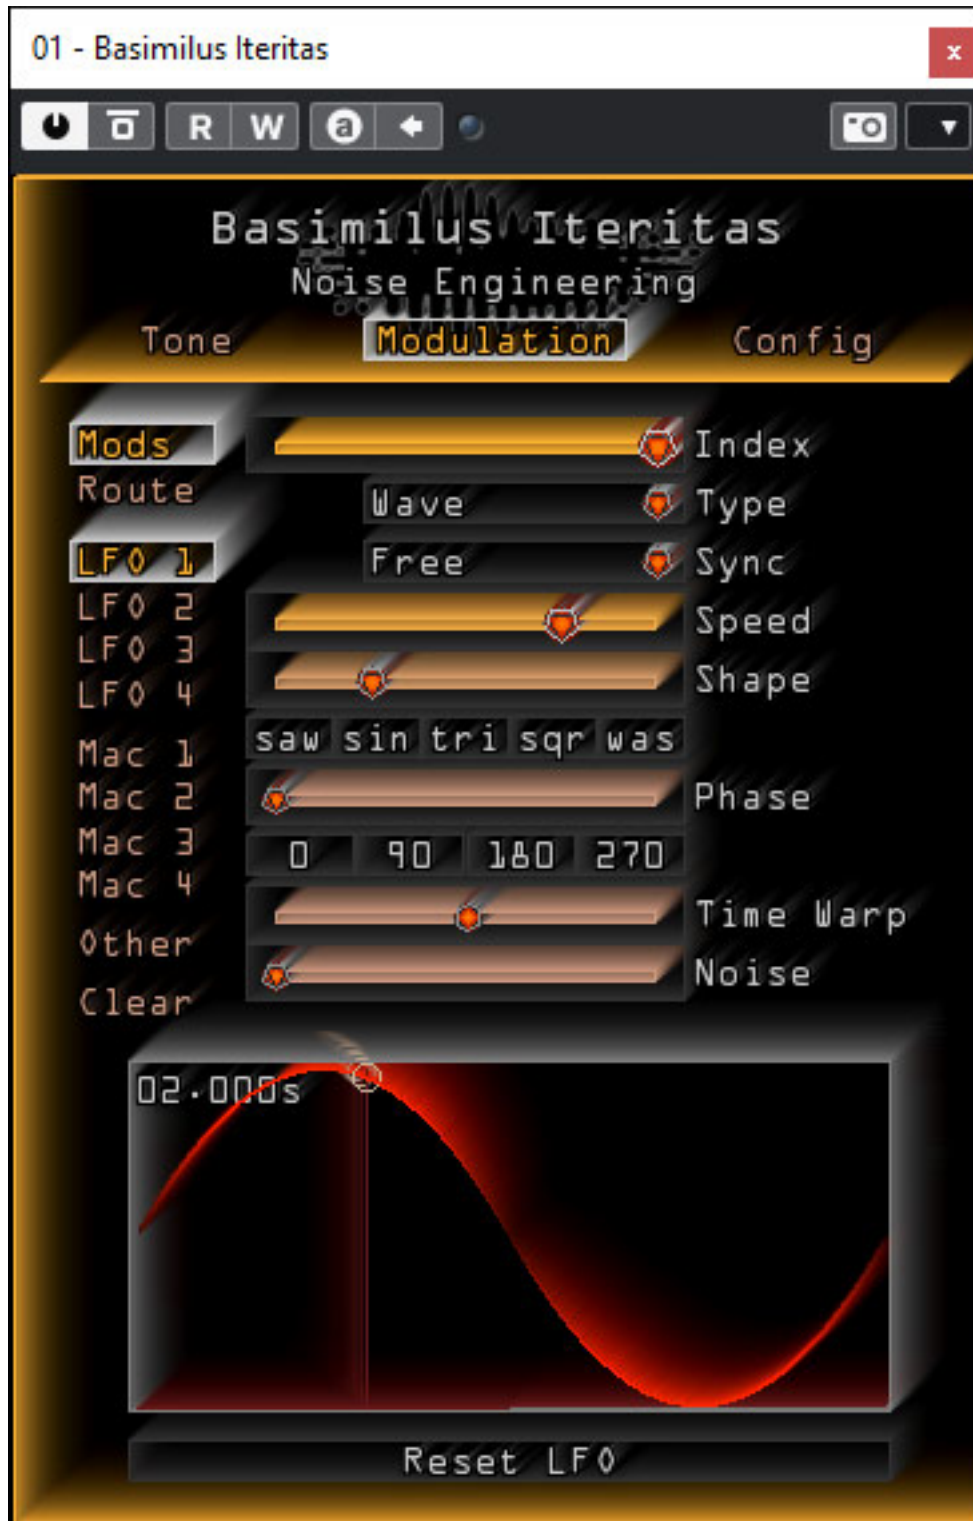 01 - Basimilus Iteritas x
R W a
Basimilus Iteritas
Noise Engineering
Tone Modulation Config
Mods Index
Route Wave Type
LFO 1 Free Sync
LFO 2 Speed
LFO 3
LFO 4 Shape
saw sin tri sqr was
Mac 1
Mac 2 Phase
Mac 3 0 90 180 270
Mac 4
Other Time Warp
Noise
Clear
02.000s
Reset LFO